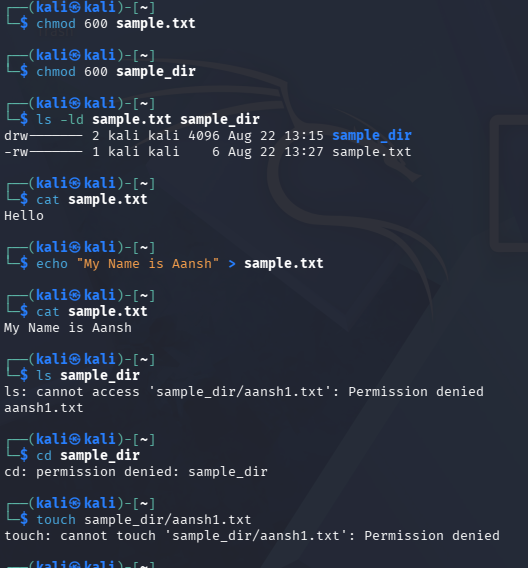 ┌──(kali㉿kali)-[~]
└─$ chmod 600 sample.txt
┌──(kali㉿kali)-[~]
└─$ chmod 600 sample_dir
┌──(kali㉿kali)-[~]
└─$ ls -ld sample.txt sample_dir
drw------- 2 kali kali 4096 Aug 22 13:15 sample_dir
-rw------- 1 kali kali    6 Aug 22 13:27 sample.txt
┌──(kali㉿kali)-[~]
└─$ cat sample.txt
Hello
┌──(kali㉿kali)-[~]
└─$ echo "My Name is Aansh" > sample.txt
┌──(kali㉿kali)-[~]
└─$ cat sample.txt
My Name is Aansh
┌──(kali㉿kali)-[~]
└─$ ls sample_dir
ls: cannot access 'sample_dir/aansh1.txt': Permission denied
aansh1.txt
┌──(kali㉿kali)-[~]
└─$ cd sample_dir
cd: permission denied: sample_dir
┌──(kali㉿kali)-[~]
└─$ touch sample_dir/aansh1.txt
touch: cannot touch 'sample_dir/aansh1.txt': Permission denied
┌──(kali㉿kali)-[~]